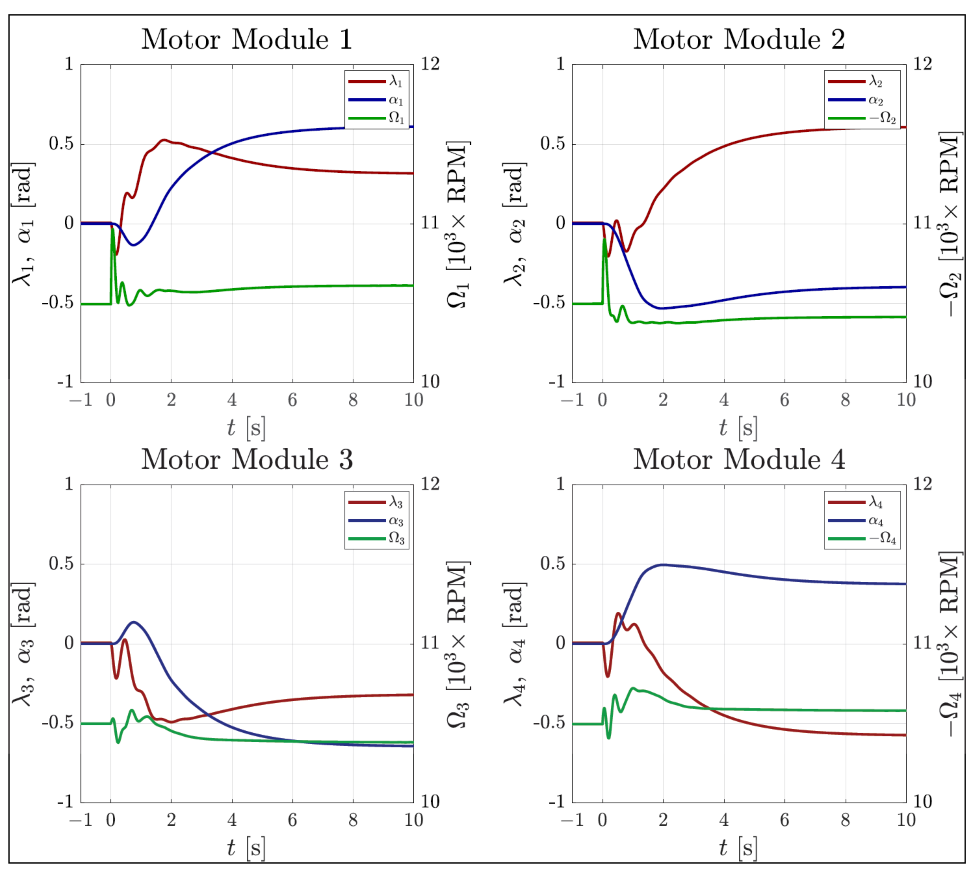 Motor Module 1
1
0.5
0
-0.5
-1
12
11
10
−1 0 2 4 6 8 10
t [s]
λ₁, α₁ [rad]
Ω₁ [10³× RPM]
λ₁
α₁
Ω₁
Motor Module 2
1
0.5
0
-0.5
-1
12
11
10
−1 0 2 4 6 8 10
t [s]
λ₂, α₂ [rad]
−Ω₂ [10³× RPM]
λ₂
α₂
−Ω₂
Motor Module 3
1
0.5
0
-0.5
-1
12
11
10
−1 0 2 4 6 8 10
t [s]
λ₃, α₃ [rad]
Ω₃ [10³× RPM]
λ₃
α₃
Ω₃
Motor Module 4
1
0.5
0
-0.5
-1
12
11
10
−1 0 2 4 6 8 10
t [s]
λ₄, α₄ [rad]
−Ω₄ [10³× RPM]
λ₄
α₄
−Ω₄